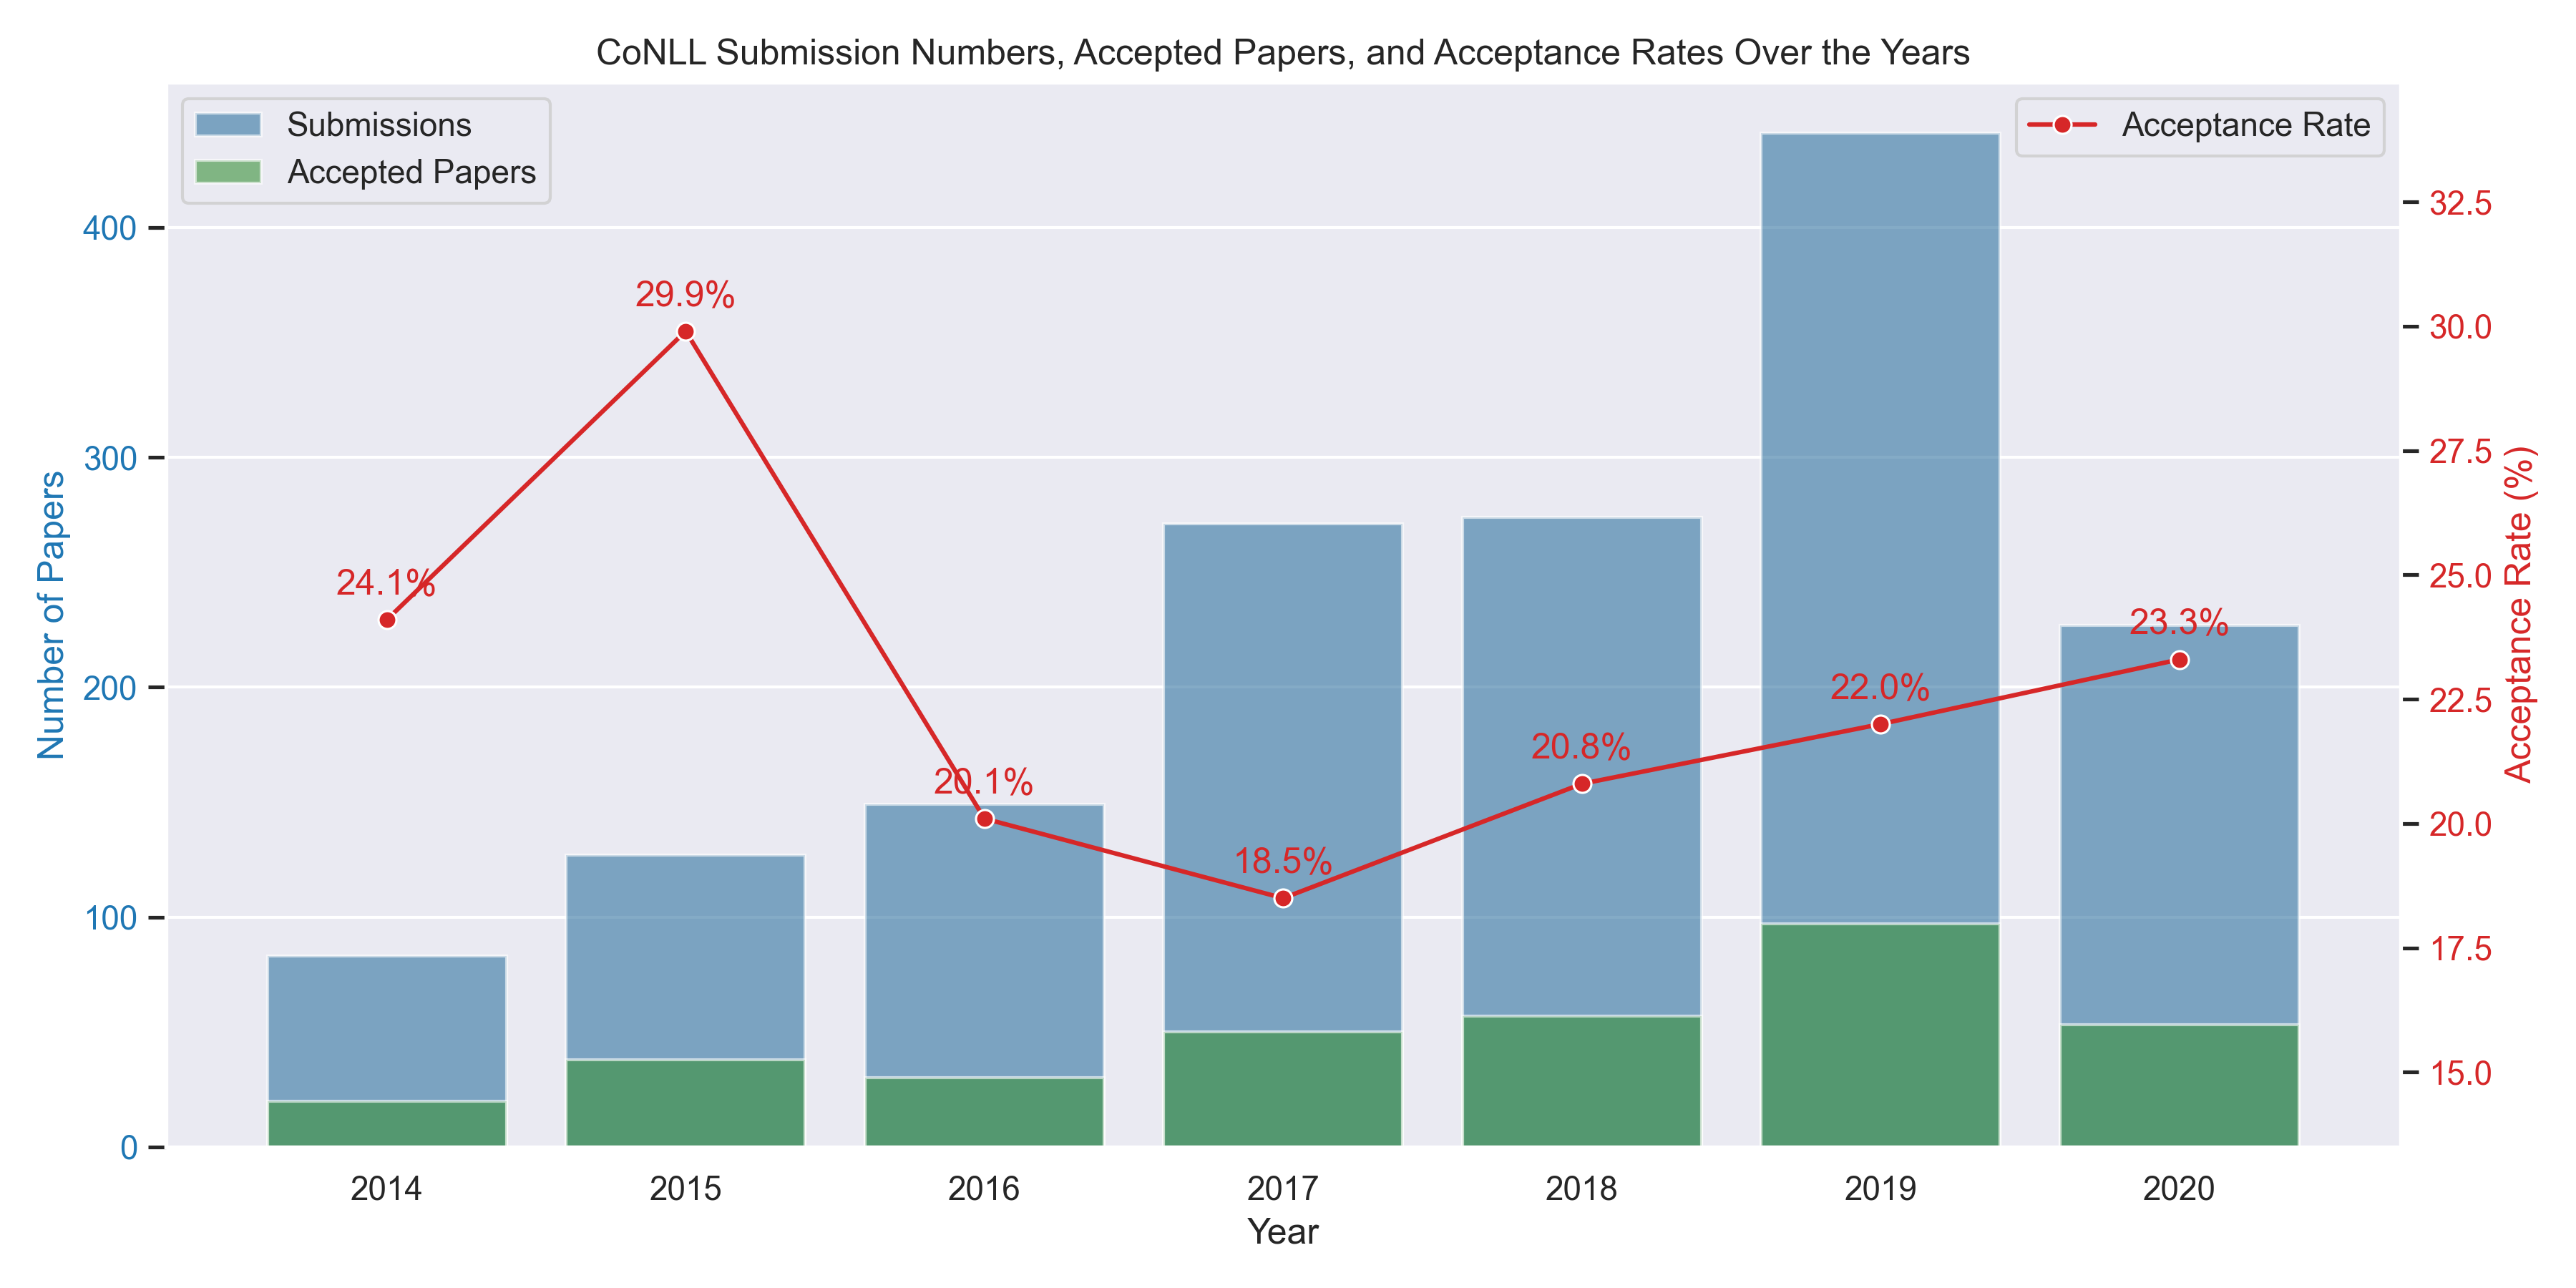 CoNLL Submission Numbers, Accepted Papers, and Acceptance Rates Over the Years
Submissions
Accepted Papers
Acceptance Rate
400
300
200
100
0
Number of Papers
32.5
30.0
27.5
25.0
22.5
20.0
17.5
15.0
Acceptance Rate (%)
24.1%
29.9%
20.1%
18.5%
20.8%
22.0%
23.3%
2014 2015 2016 2017 2018 2019 2020
Year